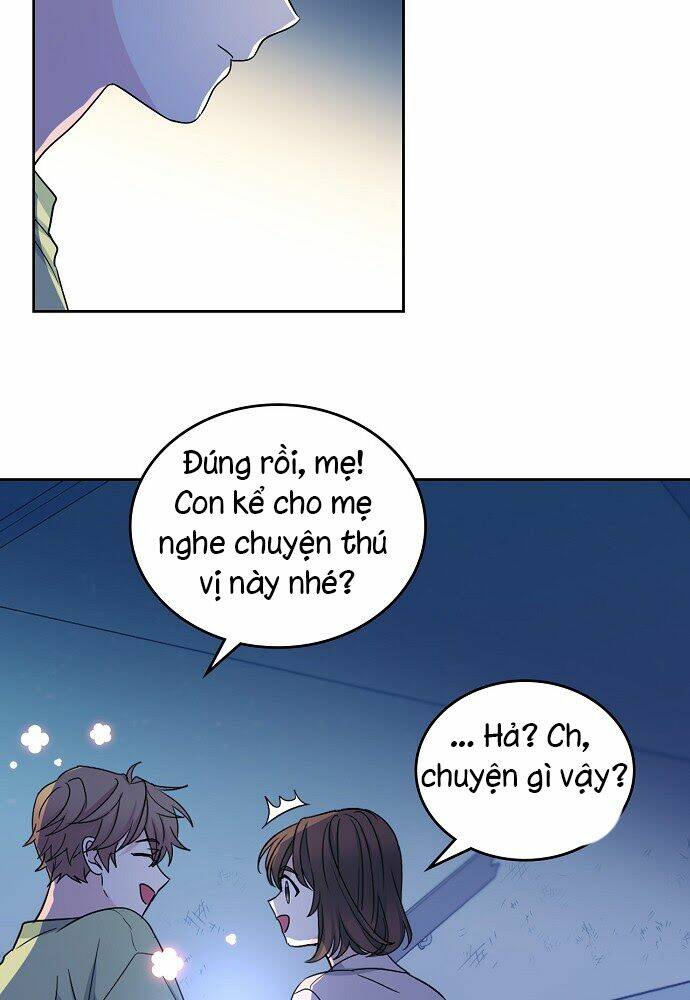 Đúng rồi, mẹ!
Con kể cho mẹ
nghe chuyện thú
vị này nhé?
... Hả? Ch,
chuyện gì vậy?